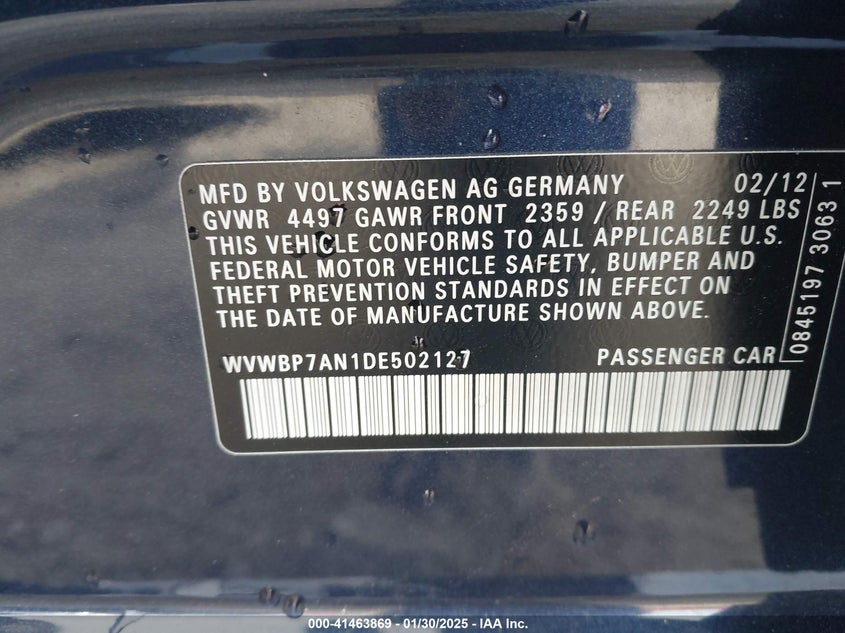 MFD BY VOLKSWAGEN AG GERMANY 02/12
GVWR 4497 GAWR FRONT 2359 / REAR 2249 LBS
THIS VEHICLE CONFORMS TO ALL APPLICABLE U.S.
FEDERAL MOTOR VEHICLE SAFETY, BUMPER AND
THEFT PREVENTION STANDARDS IN EFFECT ON
THE DATE OF MANUFACTURE SHOWN ABOVE.
WVWBP7AN1DE502127 PASSENGER CAR
0845197 3063 1
000-41463869 - 01/30/2025 - IAA Inc.